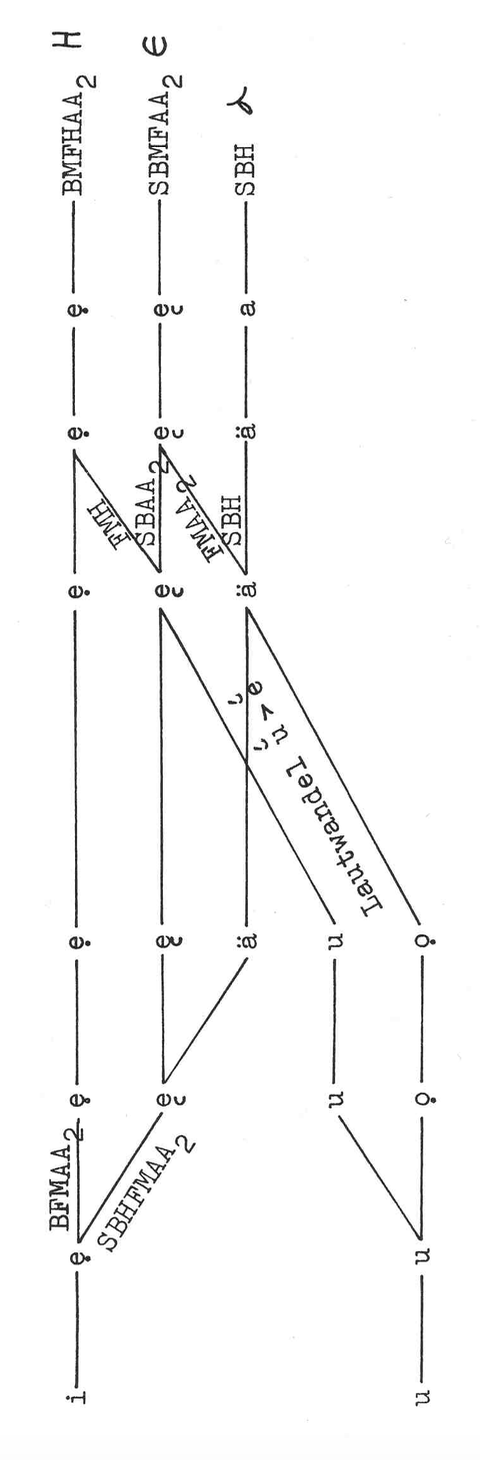 i ẹ BFMAA₂ ẹ ẹ ẹ ẹ ẹ BMFHAA₂ H
FMH
SBHFMAA₂ e̜ e̜ e̜ SBAA₂ e̜ e̜ SBMFAA₂ ϵ
FMAA₂
ä ä SBH ä a SBH
Lautwandel u > e
u u
u u ọ ọ